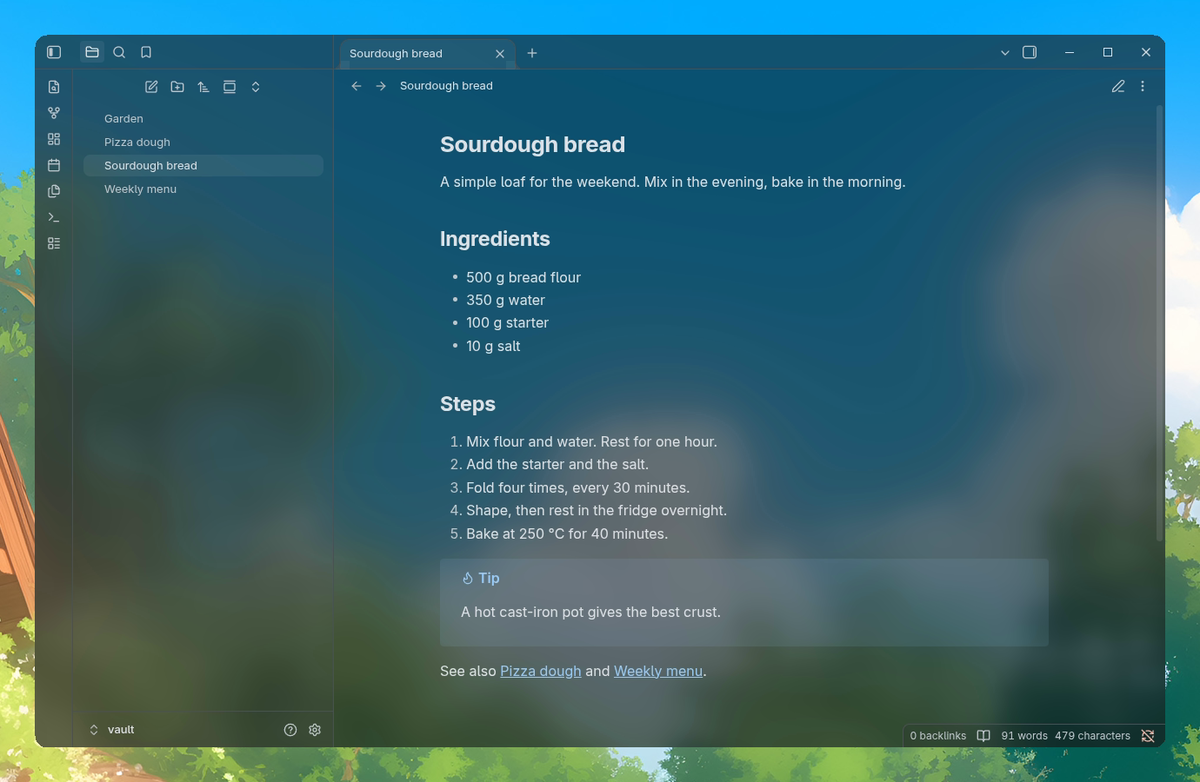 Sourdough bread
Sourdough bread
Garden
Pizza dough
Sourdough bread
Weekly menu
Sourdough bread
A simple loaf for the weekend. Mix in the evening, bake in the morning.
Ingredients
• 500 g bread flour
• 350 g water
• 100 g starter
• 10 g salt
Steps
1. Mix flour and water. Rest for one hour.
2. Add the starter and the salt.
3. Fold four times, every 30 minutes.
4. Shape, then rest in the fridge overnight.
5. Bake at 250 °C for 40 minutes.
Tip
A hot cast-iron pot gives the best crust.
See also Pizza dough and Weekly menu.
vault
0 backlinks 91 words 479 characters